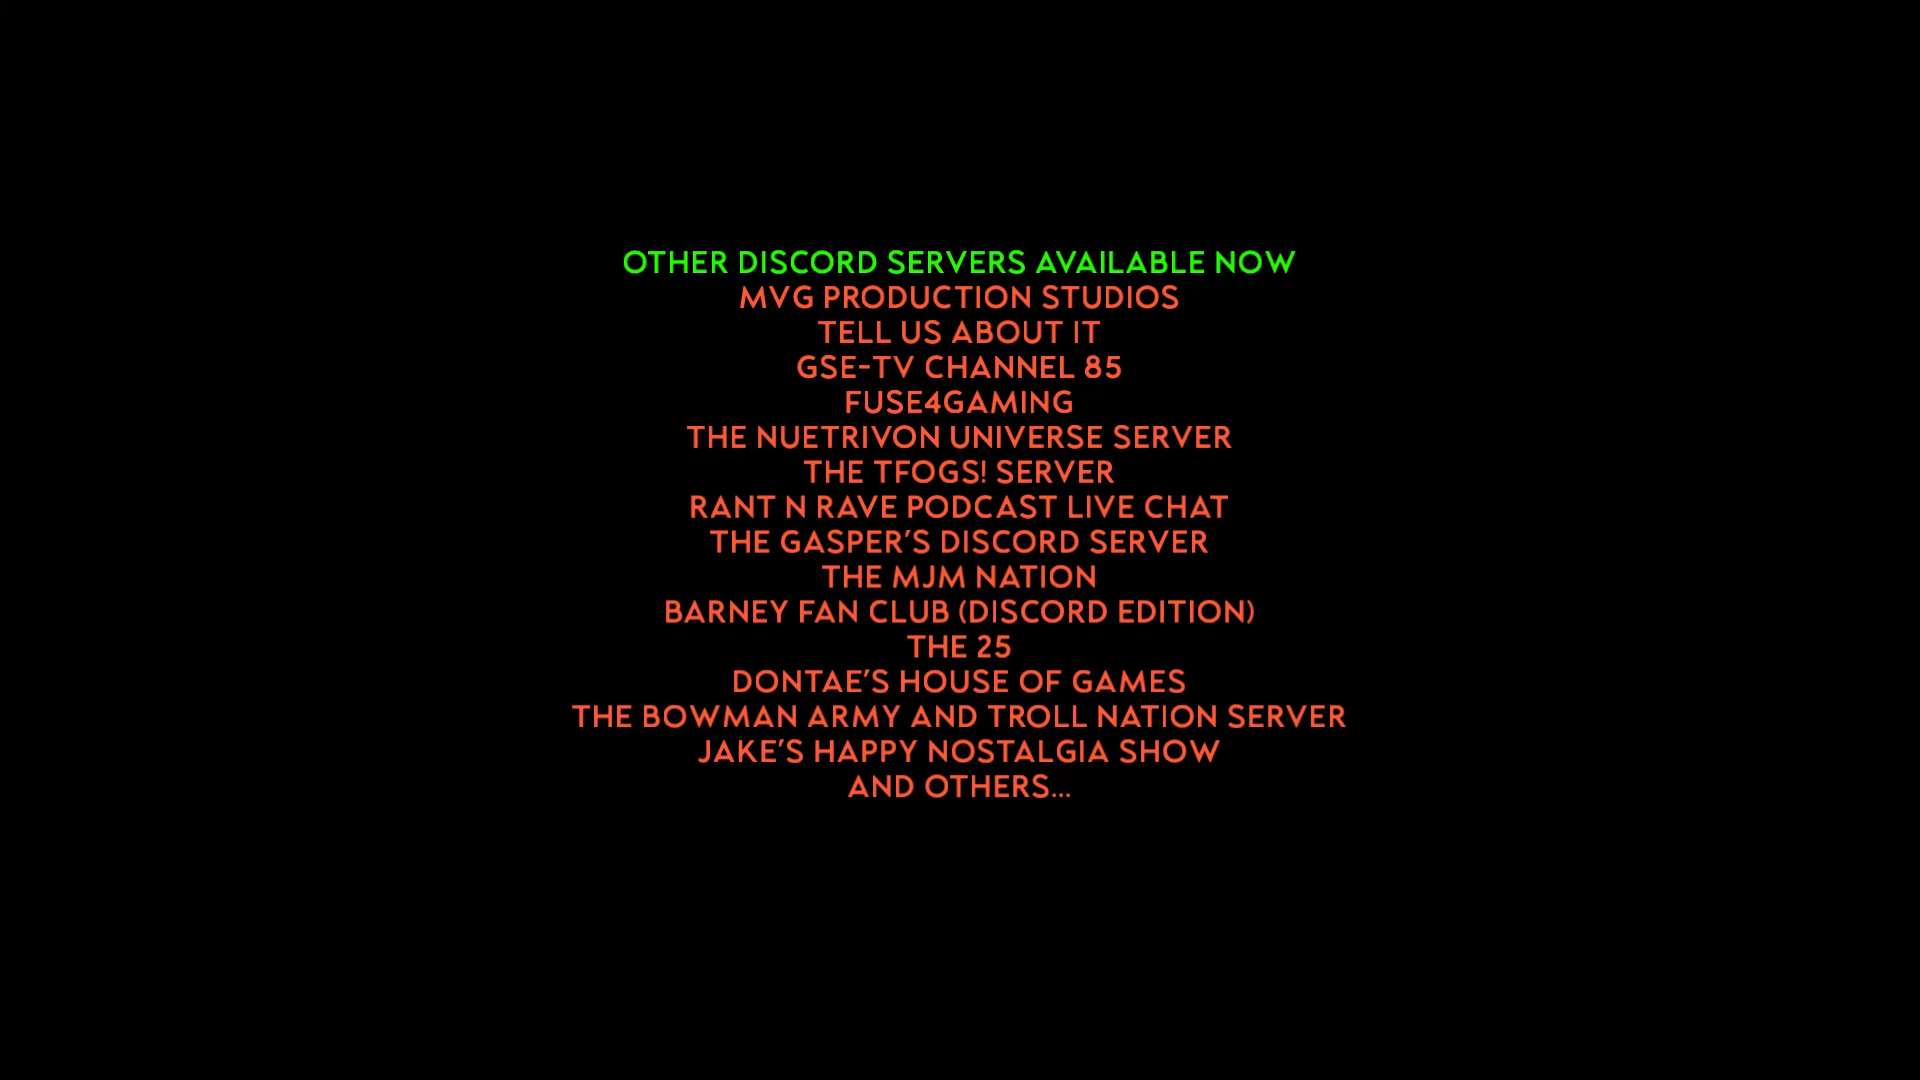 OTHER DISCORD SERVERS AVAILABLE NOW
MVG PRODUCTION STUDIOS
TELL US ABOUT IT
GSE-TV CHANNEL 85
FUSE4GAMING
THE NUETRIVON UNIVERSE SERVER
THE TFOGS! SERVER
RANT N RAVE PODCAST LIVE CHAT
THE GASPER'S DISCORD SERVER
THE MJM NATION
BARNEY FAN CLUB (DISCORD EDITION)
THE 25
DONTAE'S HOUSE OF GAMES
THE BOWMAN ARMY AND TROLL NATION SERVER
JAKE'S HAPPY NOSTALGIA SHOW
AND OTHERS...